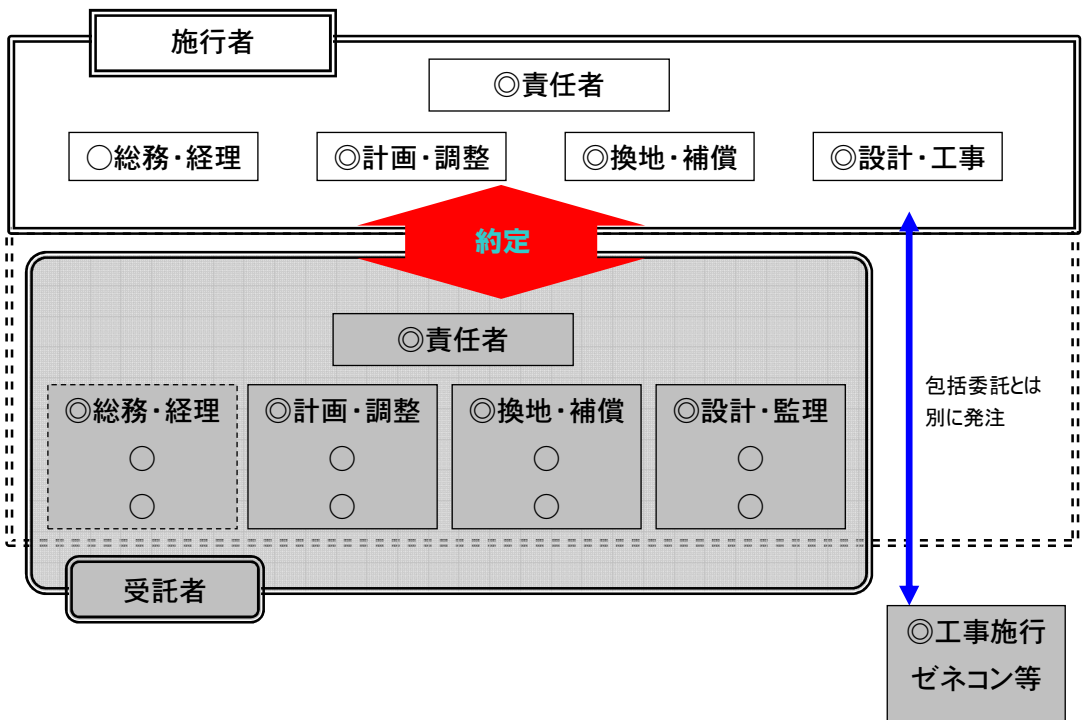 施行者
◎責任者
○総務・経理
◎計画・調整
◎換地・補償
◎設計・工事
約定
◎責任者
◎総務・経理
○
○
◎計画・調整
○
○
◎換地・補償
○
○
◎設計・監理
○
○
包括委託とは
別に発注
受託者
◎工事施行
ゼネコン等